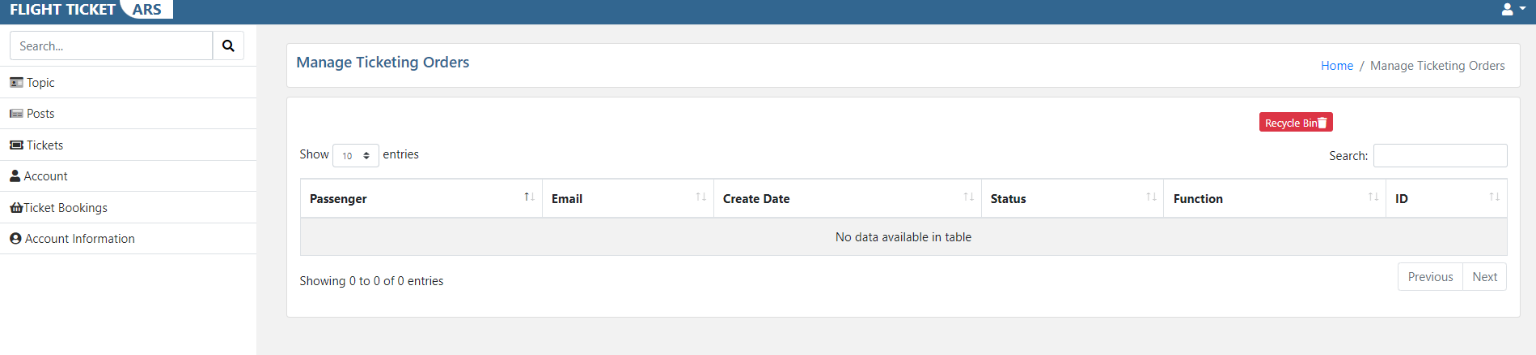 FLIGHT TICKET ARS
Search...
Topic
Posts
Tickets
Account
Ticket Bookings
Account Information
Manage Ticketing Orders
Home / Manage Ticketing Orders
Recycle Bin
Show 10 entries
Search:
Passenger Email Create Date Status Function ID
No data available in table
Showing 0 to 0 of 0 entries
Previous Next